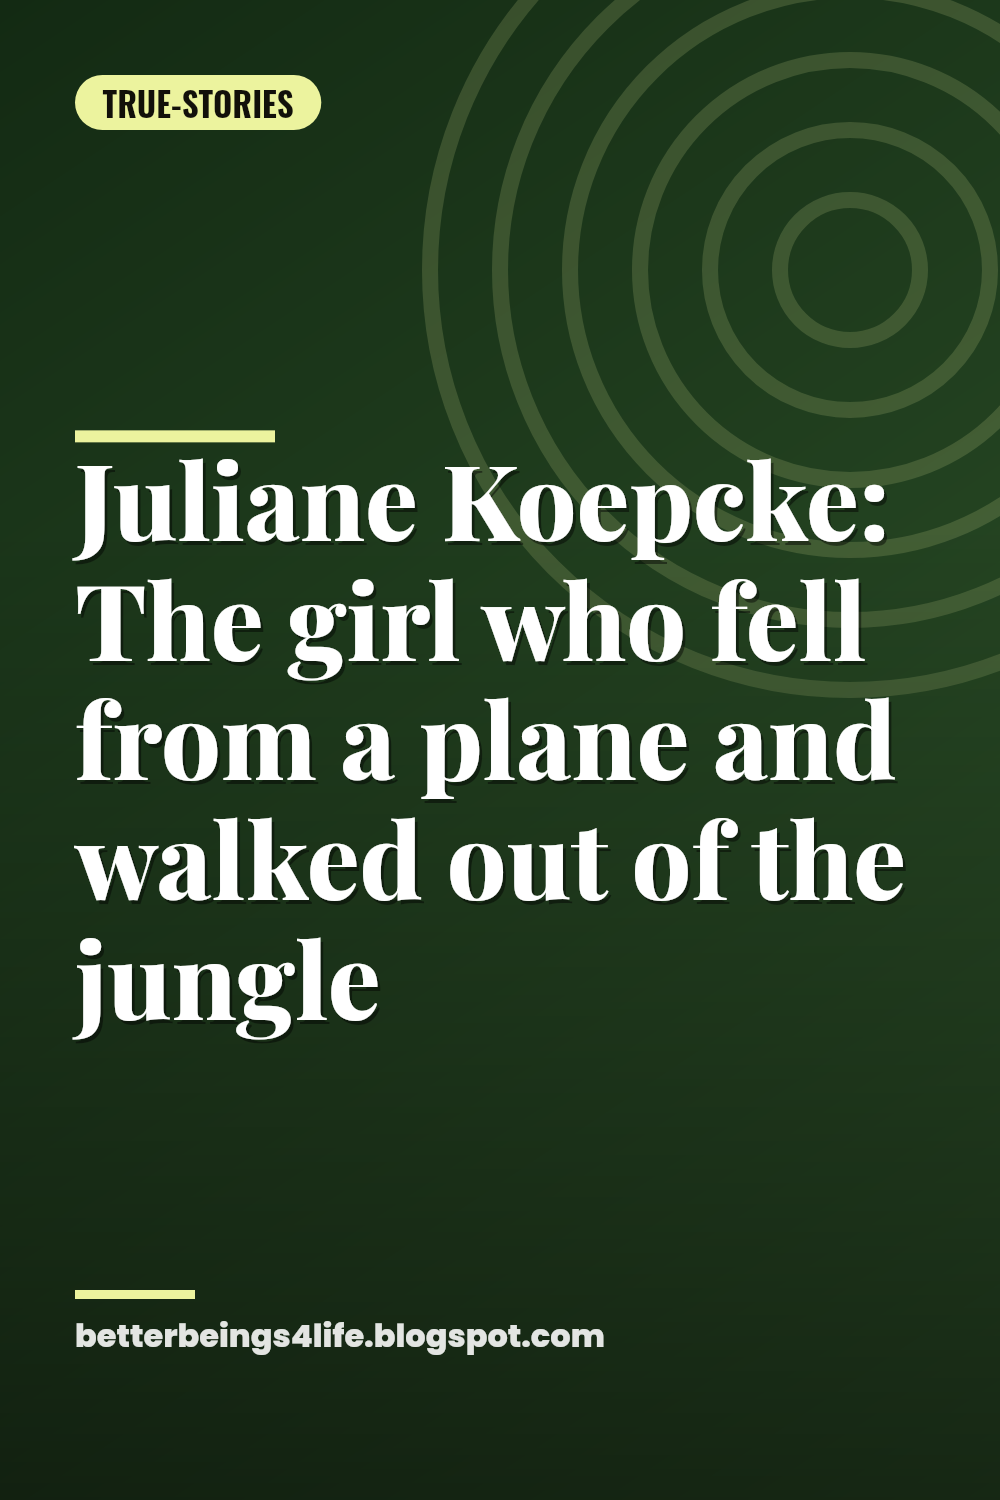 TRUE-STORIES
Juliane Koepcke:
The girl who fell
from a plane and
walked out of the
jungle
betterbeings4life.blogspot.com